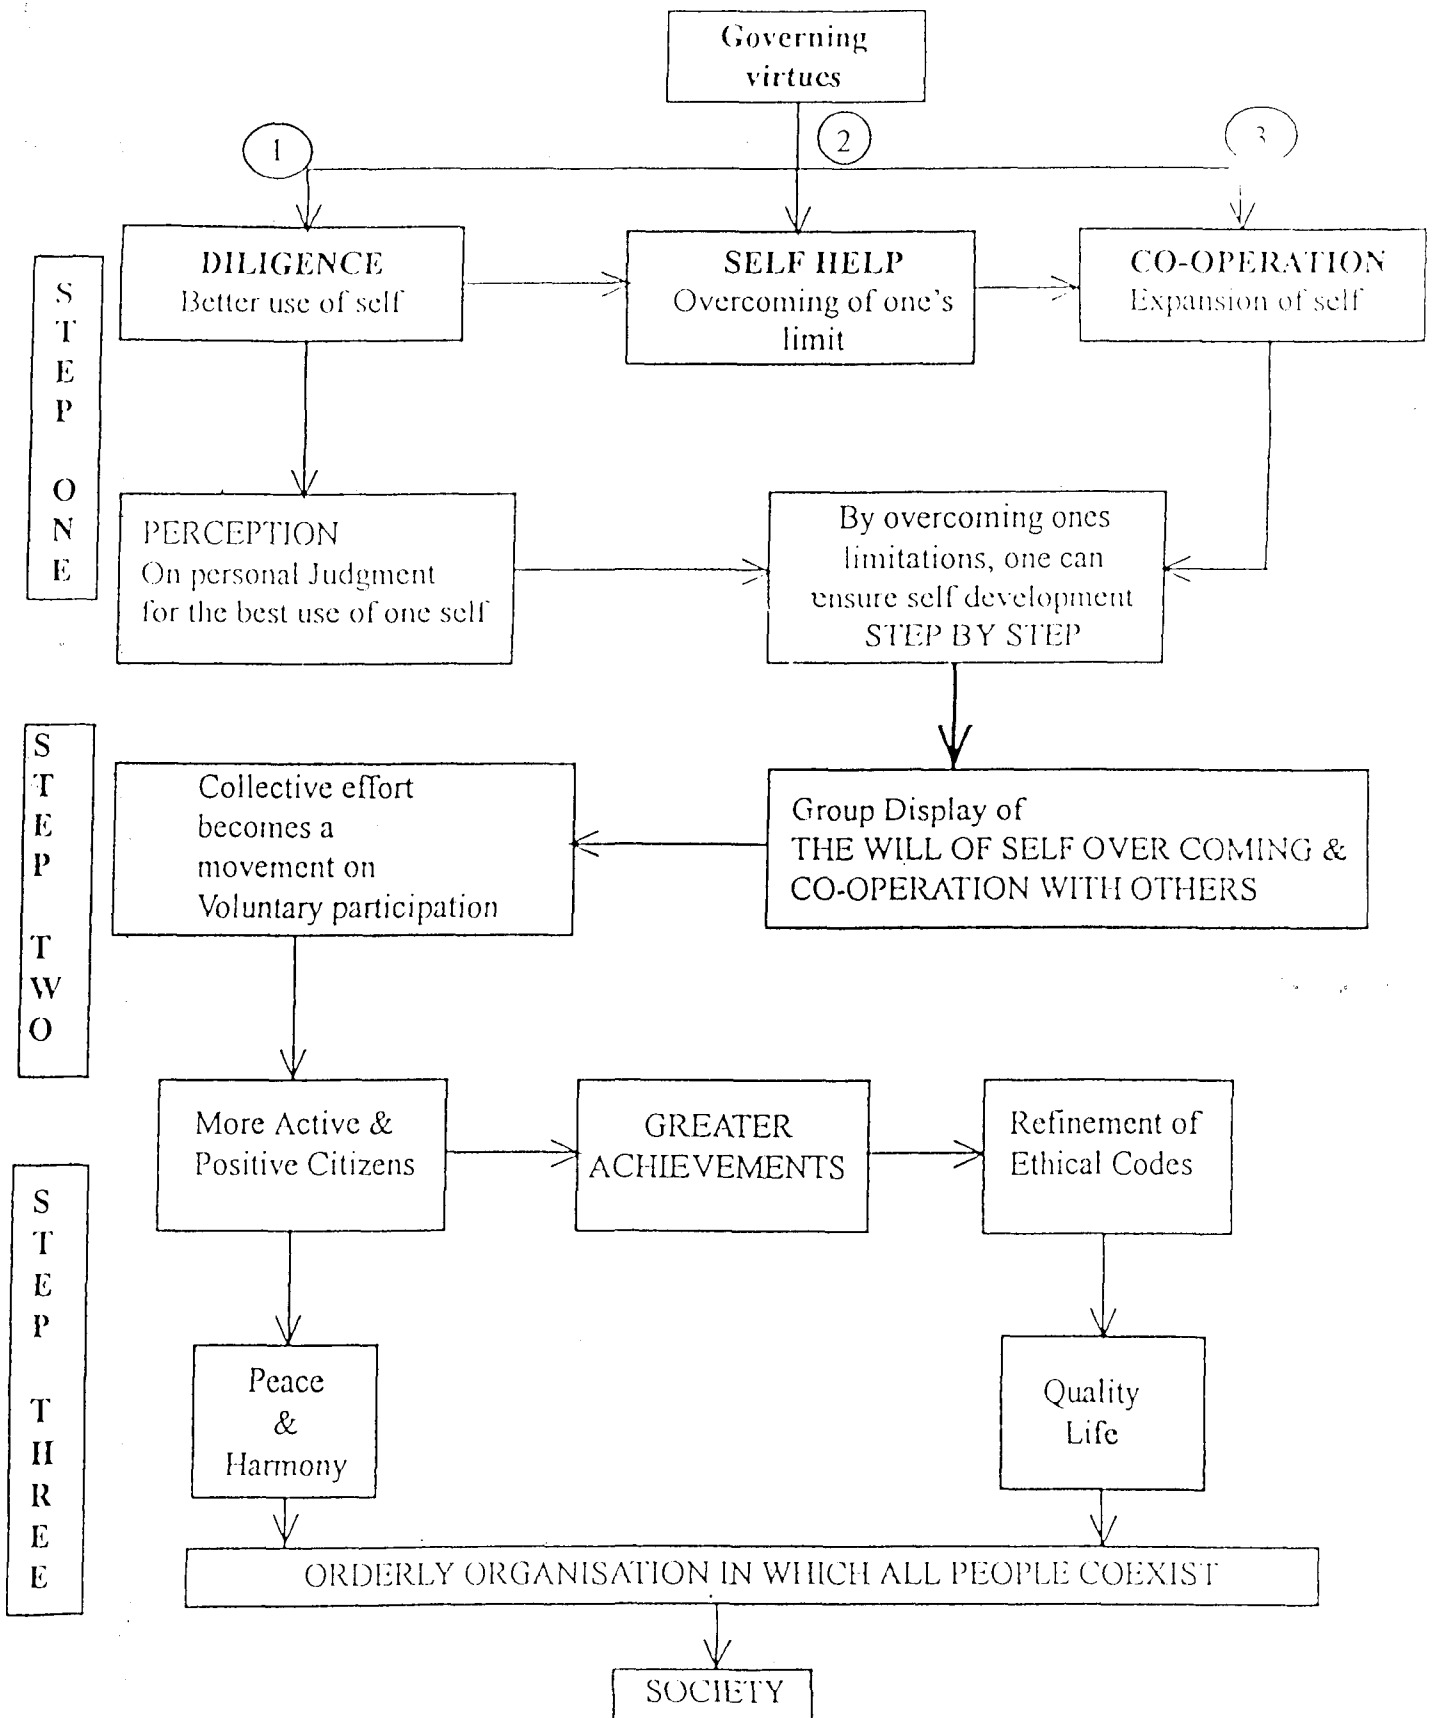 Governing
virtues
1
2
3
DILIGENCE
Better use of self
SELF HELP
Overcoming of one's
limit
CO-OPERATION
Expansion of self
STEP ONE
PERCEPTION
On personal Judgment
for the best use of one self
By overcoming ones
limitations, one can
ensure self development
STEP BY STEP
STEP TWO
Collective effort
becomes a
movement on
Voluntary participation
Group Display of
THE WILL OF SELF OVER COMING &
CO-OPERATION WITH OTHERS
More Active &
Positive Citizens
GREATER
ACHIEVEMENTS
Refinement of
Ethical Codes
STEP THREE
Peace
&
Harmony
Quality
Life
ORDERLY ORGANISATION IN WHICH ALL PEOPLE COEXIST
SOCIETY